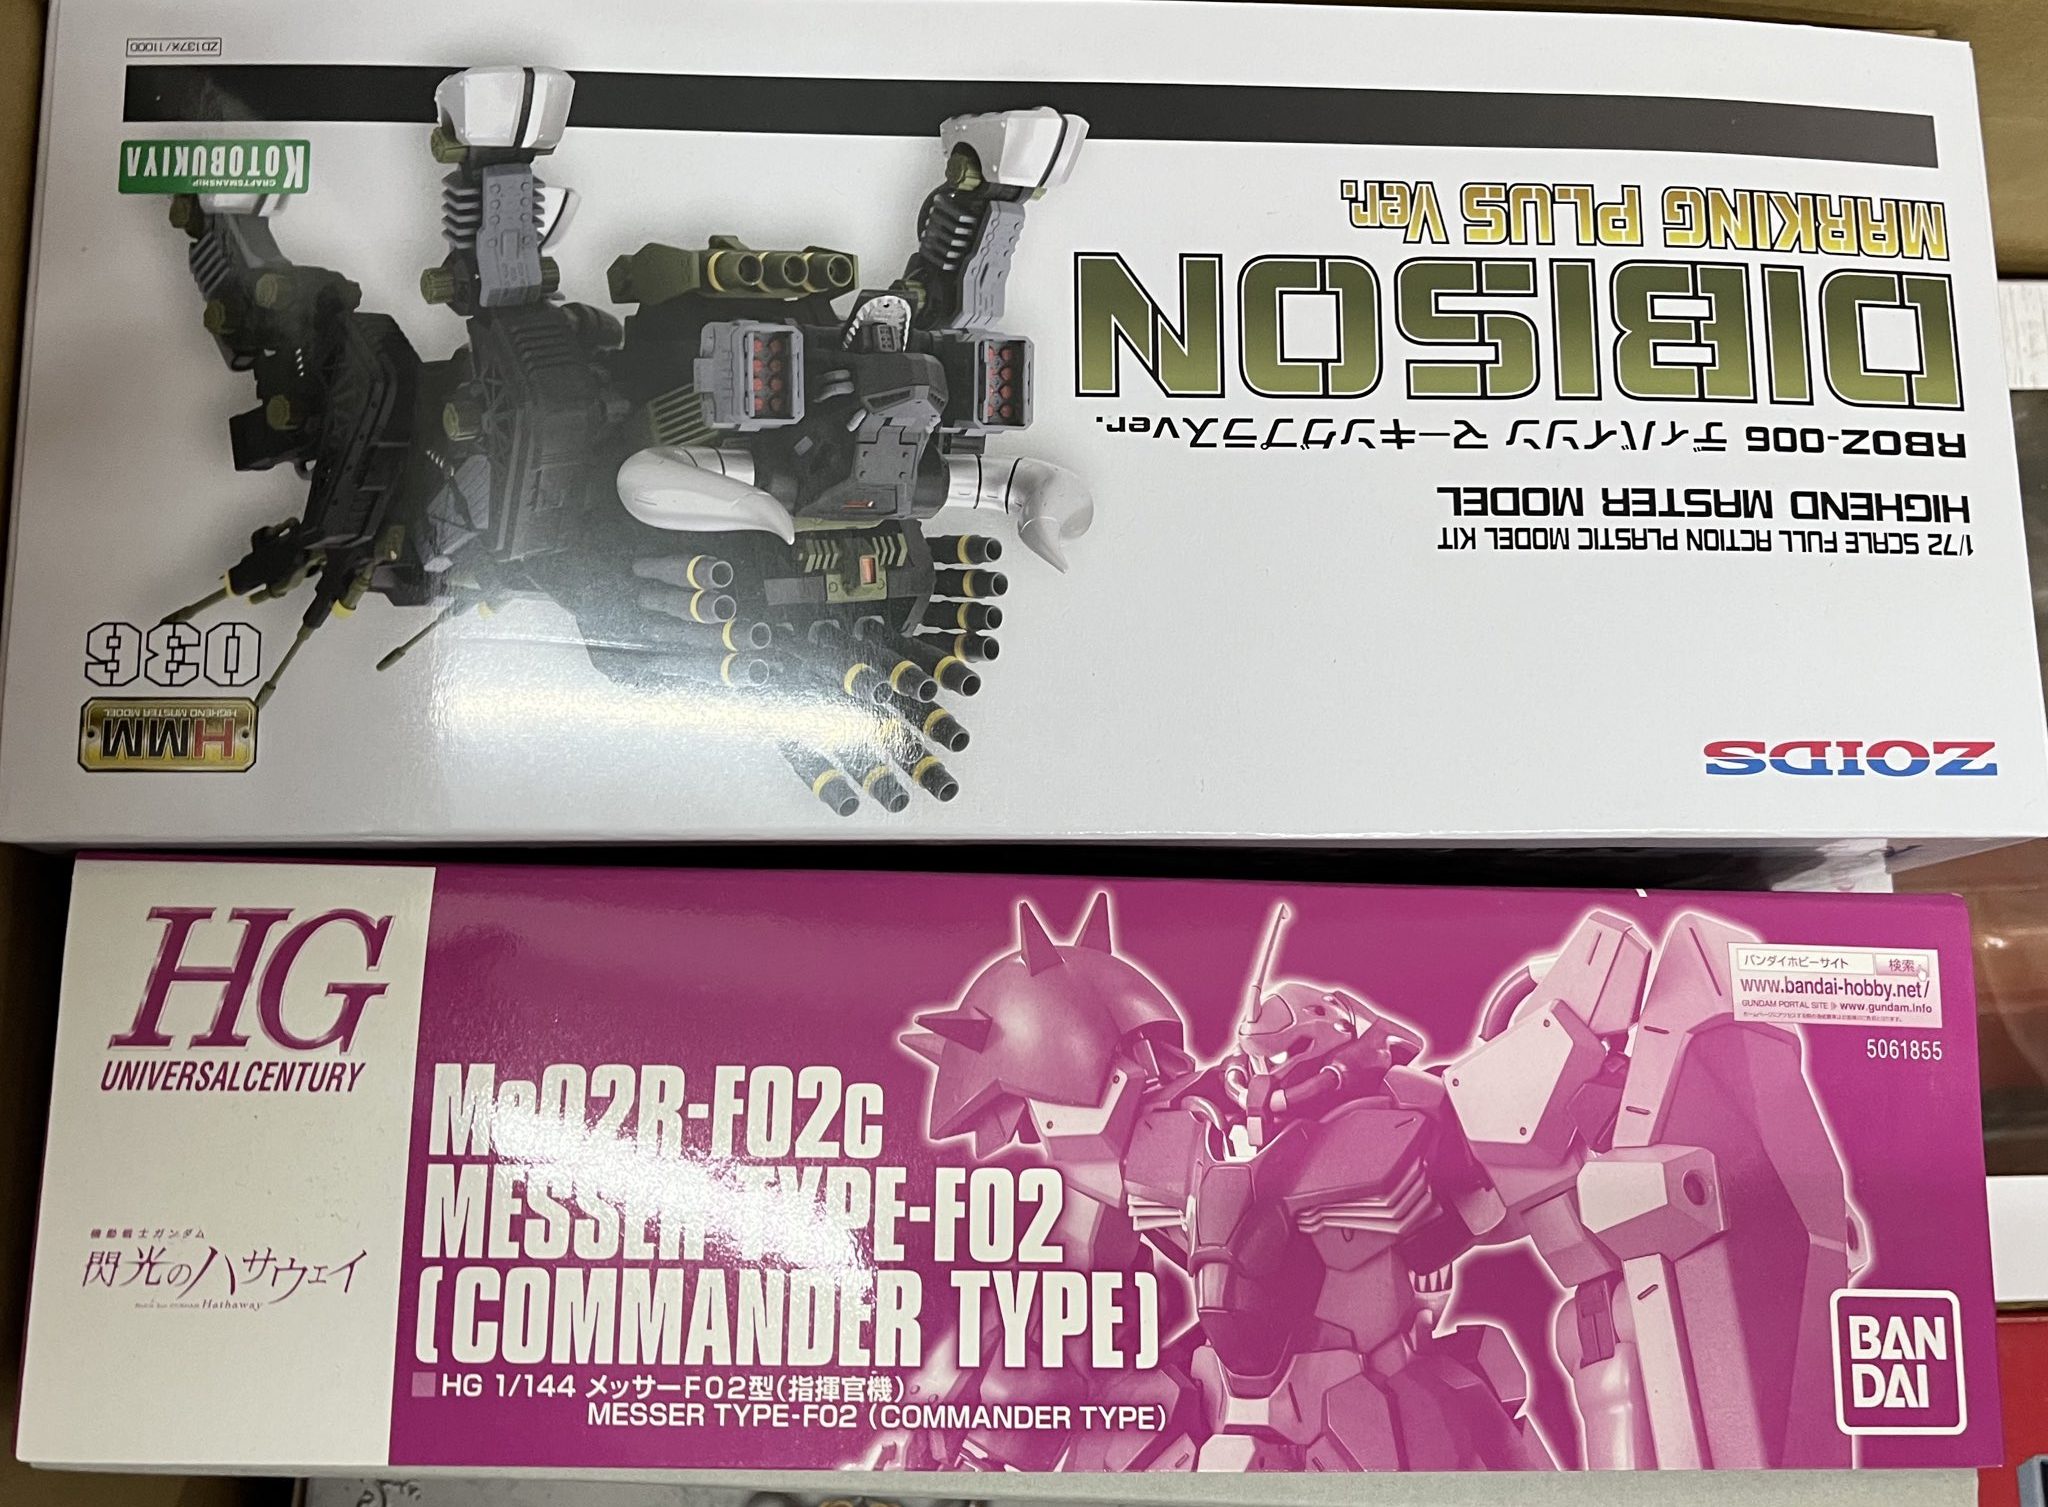 ZOIDS
1/72 SCALE FULL ACTION PLASTIC MODEL KIT
HIGHEND MASTER MODEL
RBOZ-006 ディバイソン マーキングプラスVer.
DIBISON
MARKING PLUS Ver.
HMM
HIGHEND MASTER MODEL
036
CRAFTSMANSHIP
KOTOBUKIYA
ZD137X/11000
HG
UNIVERSAL CENTURY
機動戦士ガンダム
閃光のハサウェイ
Hathaway
Me02R-F02c
MESSER TYPE-F02
(COMMANDER TYPE)
HG 1/144 メッサーF02型(指揮官機)
MESSER TYPE-F02 (COMMANDER TYPE)
バンダイホビーサイト 検索
www.bandai-hobby.net/
GUNDAM PORTAL SITE www.gundam.info
5061855
BAN
DAI